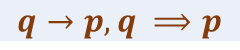 q → p, q ⟹ p